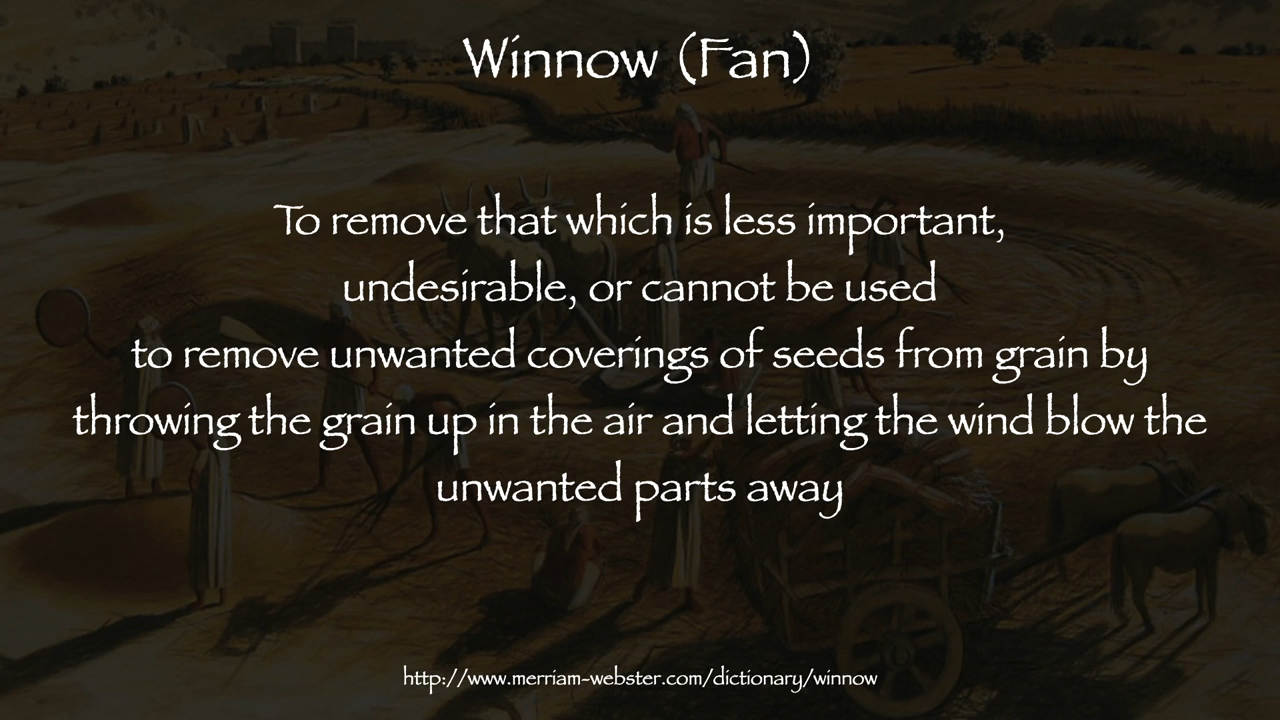 Winnow (Fan)
To remove that which is less important,
undesirable, or cannot be used
to remove unwanted coverings of seeds from grain by
throwing the grain up in the air and letting the wind blow the
unwanted parts away
http://www.merriam-webster.com/dictionary/winnow